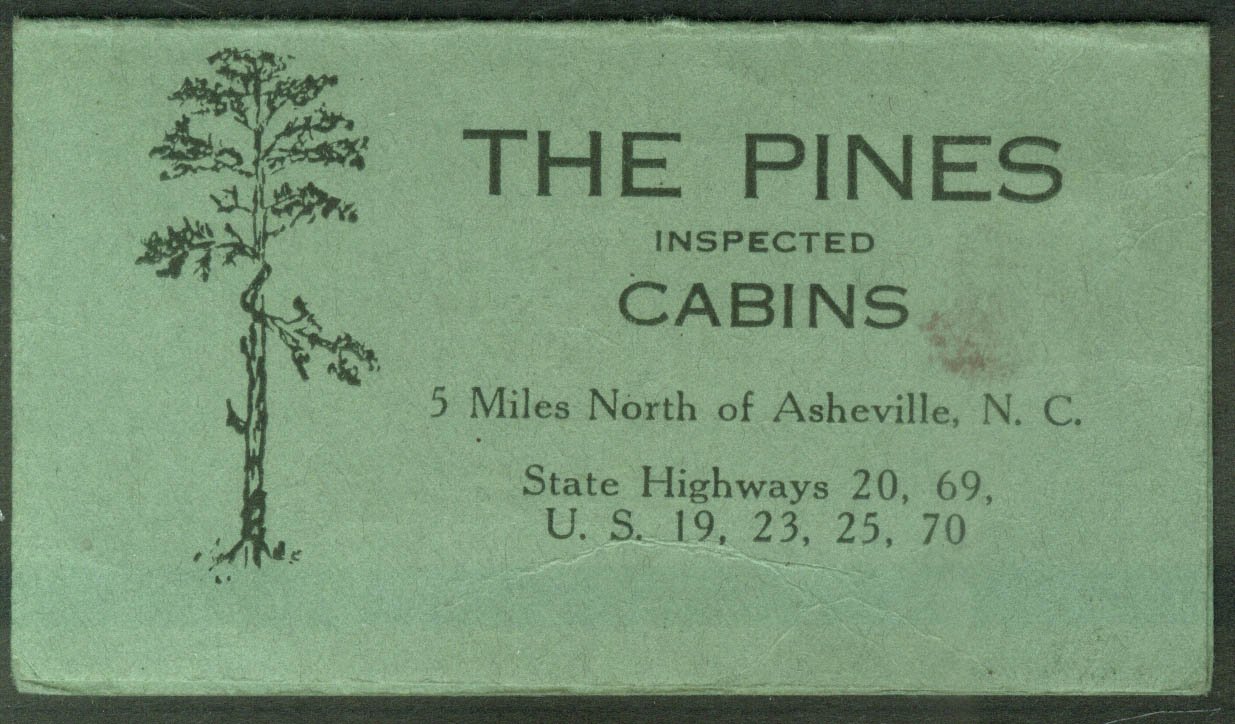 THE PINES
INSPECTED
CABINS
5 Miles North of Asheville, N. C.
State Highways 20, 69,
U. S. 19, 23, 25, 70